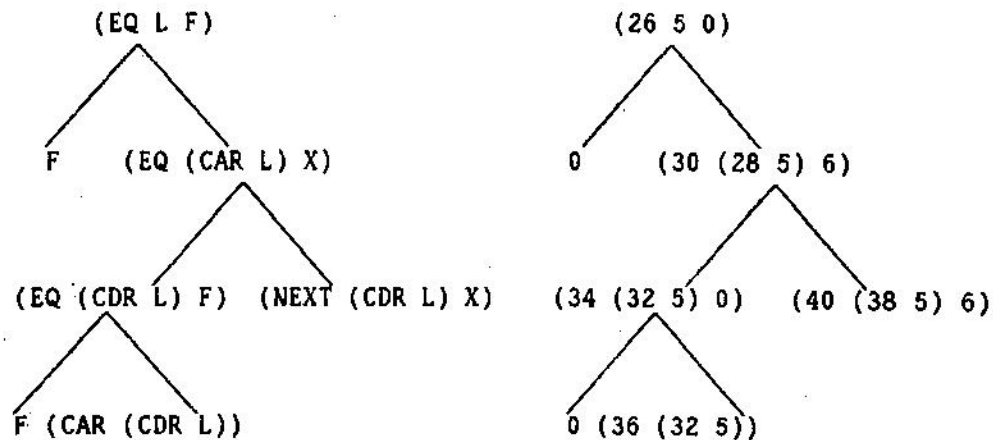 (EQ L F) (26 5 0)
F (EQ (CAR L) X) 0 (30 (28 5) 6)
(EQ (CDR L) F) (NEXT (CDR L) X) (34 (32 5) 0) (40 (38 5) 6)
F (CAR (CDR L)) 0 (36 (32 5))